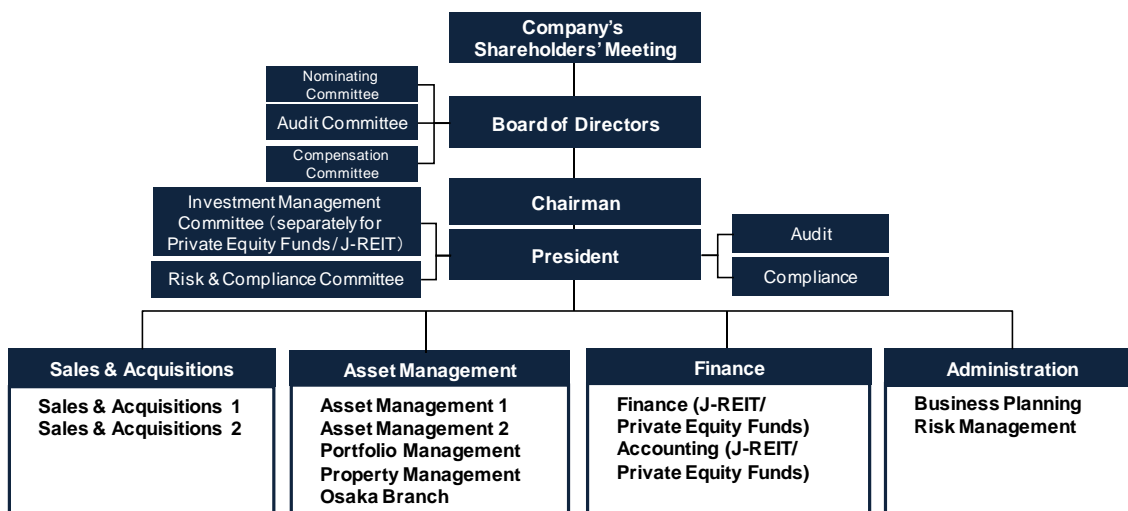 Company's
Shareholders' Meeting
Nominating
Committee
Audit Committee
Compensation
Committee
Board of Directors
Chairman
Investment Management
Committee (separately for
Private Equity Funds/J-REIT)
Risk & Compliance Committee
President
Audit
Compliance
Sales & Acquisitions
Sales & Acquisitions 1
Sales & Acquisitions 2
Asset Management
Asset Management 1
Asset Management 2
Portfolio Management
Property Management
Osaka Branch
Finance
Finance (J-REIT/
Private Equity Funds)
Accounting (J-REIT/
Private Equity Funds)
Administration
Business Planning
Risk Management